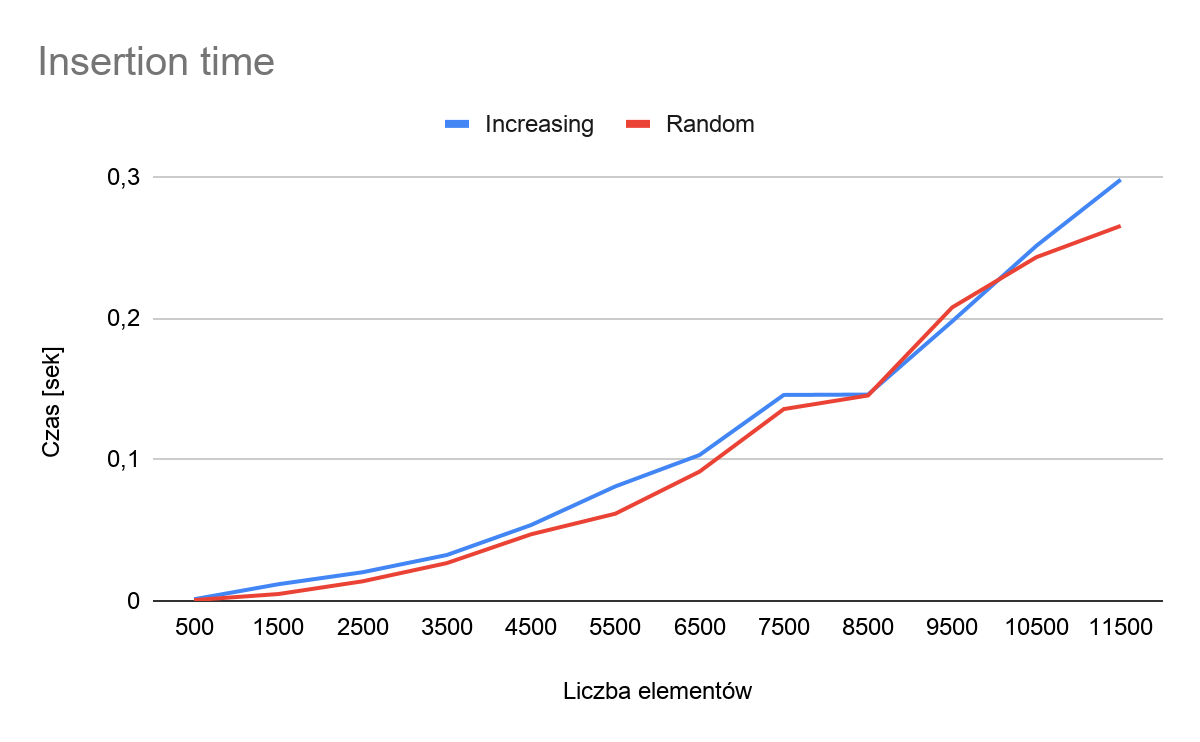 Insertion time
Increasing Random
0,3
0,2
0,1
0
Czas [sek]
500 1500 2500 3500 4500 5500 6500 7500 8500 9500 10500 11500
Liczba elementów